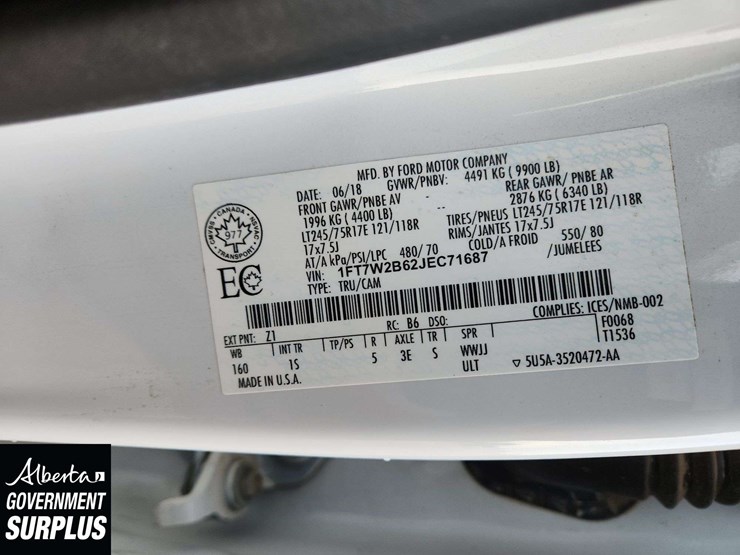 MFD. BY FORD MOTOR COMPANY
DATE: 06/18 GVWR/PNBV: 4491 KG ( 9900 LB)
FRONT GAWR/PNBE AV REAR GAWR/ PNBE AR
1996 KG ( 4400 LB) -- 2876 KG ( 6340 LB)
LT245/75R17E 121/118R TIRES/PNEUS LT245/75R17E 121/118R
17x7.5J RIMS/JANTES 17x7.5J
AT/A kPa/PSI/LPC 480/ 70 COLD/A FROID 550/ 80
VIN: 1FT7W2B62JEC71687 /JUMELEES
TYPE: TRU/CAM
CANADA
977
TRANSPORT
EC
COMPLIES: ICES/NMB-002
EXT PNT: Z1 RC: B6 DSO: F0068
WB INT TR TP/PS R AXLE TR SPR T1536
160 1S 5 3E S WWJJ
MADE IN U.S.A. ULT ▽ 5U5A-3520472-AA
Alberta
GOVERNMENT
SURPLUS